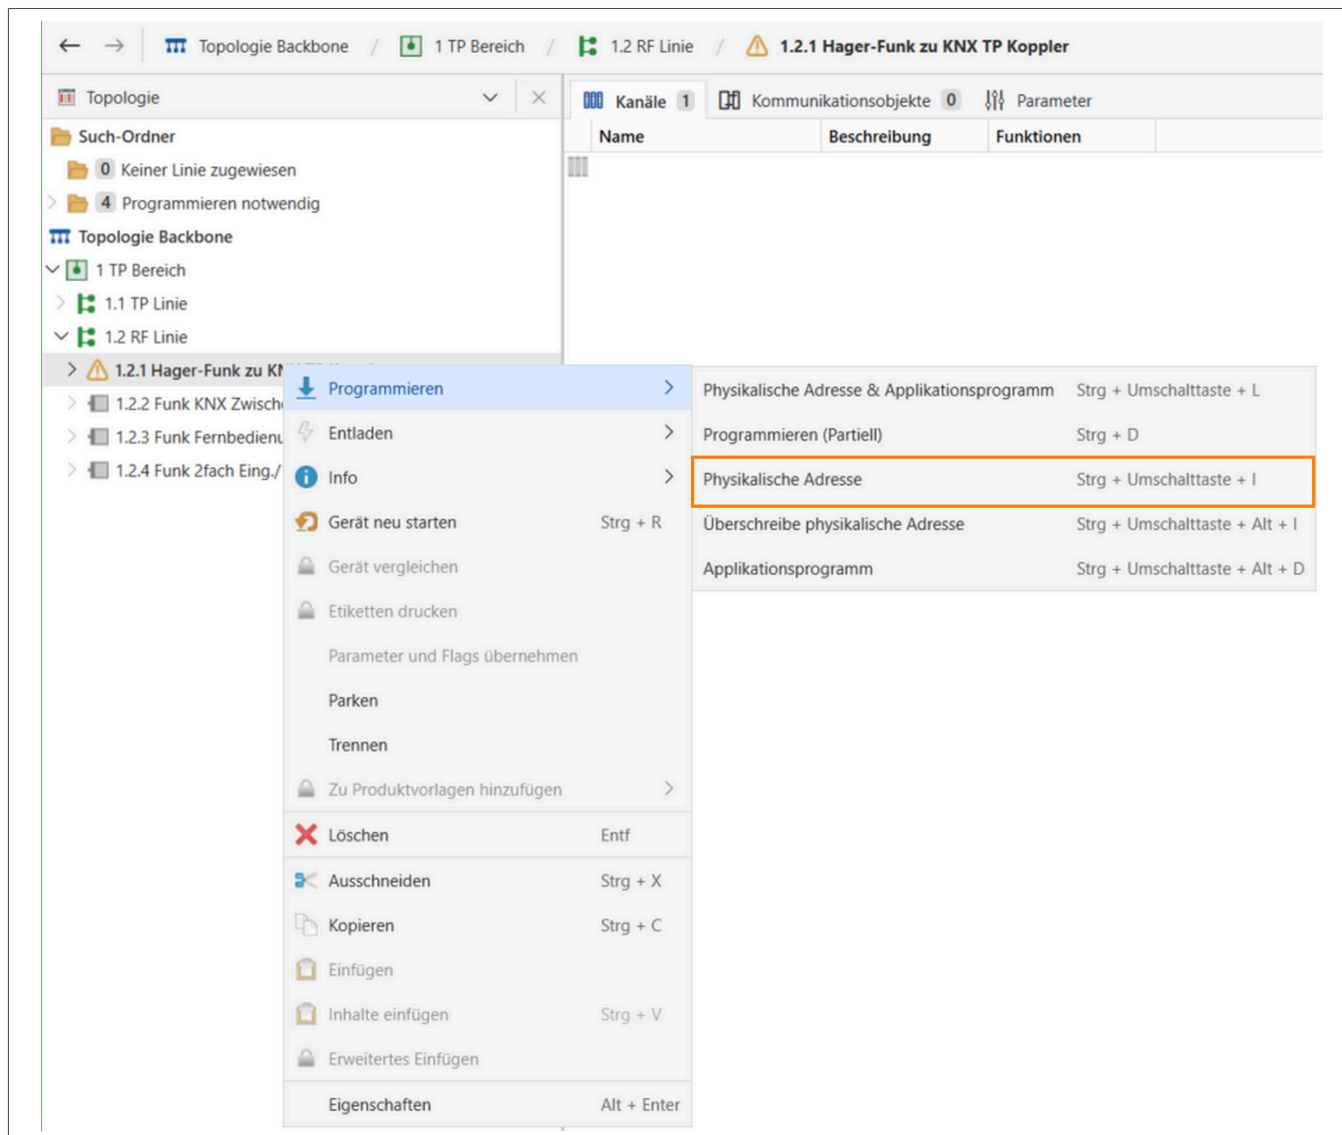 Topologie Backbone / 1 TP Bereich / 1.2 RF Linie / 1.2.1 Hager-Funk zu KNX TP Koppler
Topologie
Kanäle 1 Kommunikationsobjekte 0 Parameter
Name Beschreibung Funktionen
Such-Ordner
0 Keiner Linie zugewiesen
4 Programmieren notwendig
Topologie Backbone
1 TP Bereich
1.1 TP Linie
1.2 RF Linie
1.2.1 Hager-Funk zu
1.2.2 Funk KNX Zwisch
1.2.3 Funk Fernbedien
1.2.4 Funk 2fach Eing./
Programmieren
Entladen
Info
Gerät neu starten Strg + R
Gerät vergleichen
Etiketten drucken
Parameter und Flags übernehmen
Parken
Trennen
Zu Produktvorlagen hinzufügen
Löschen Entf
Ausschneiden Strg + X
Kopieren Strg + C
Einfügen
Inhalte einfügen Strg + V
Erweitertes Einfügen
Eigenschaften Alt + Enter
Physikalische Adresse & Applikationsprogramm Strg + Umschalttaste + L
Programmieren (Partiell) Strg + D
Physikalische Adresse Strg + Umschalttaste + I
Überschreibe physikalische Adresse Strg + Umschalttaste + Alt + I
Applikationsprogramm Strg + Umschalttaste + Alt + D